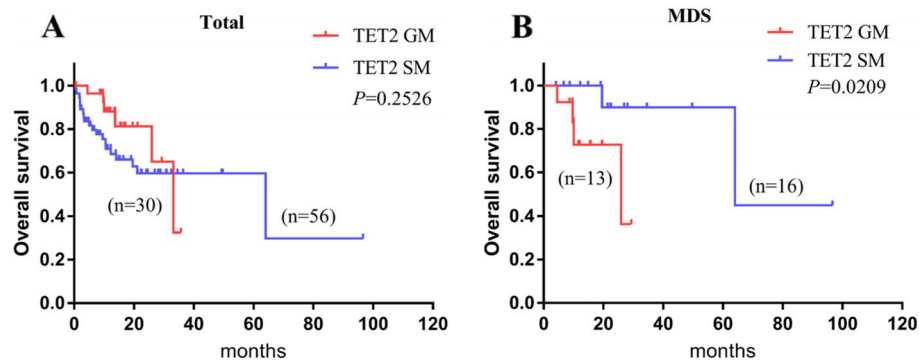 A
Total
TET2 GM
TET2 SM
P=0.2526
Overall survival
1.0
0.8
0.6
0.4
0.2
0.0
(n=30)
(n=56)
0
20
40
60
80
100
120
months
B
MDS
TET2 GM
TET2 SM
P=0.0209
Overall survival
1.0
0.8
0.6
0.4
0.2
0.0
(n=13)
(n=16)
0
20
40
60
80
100
120
months